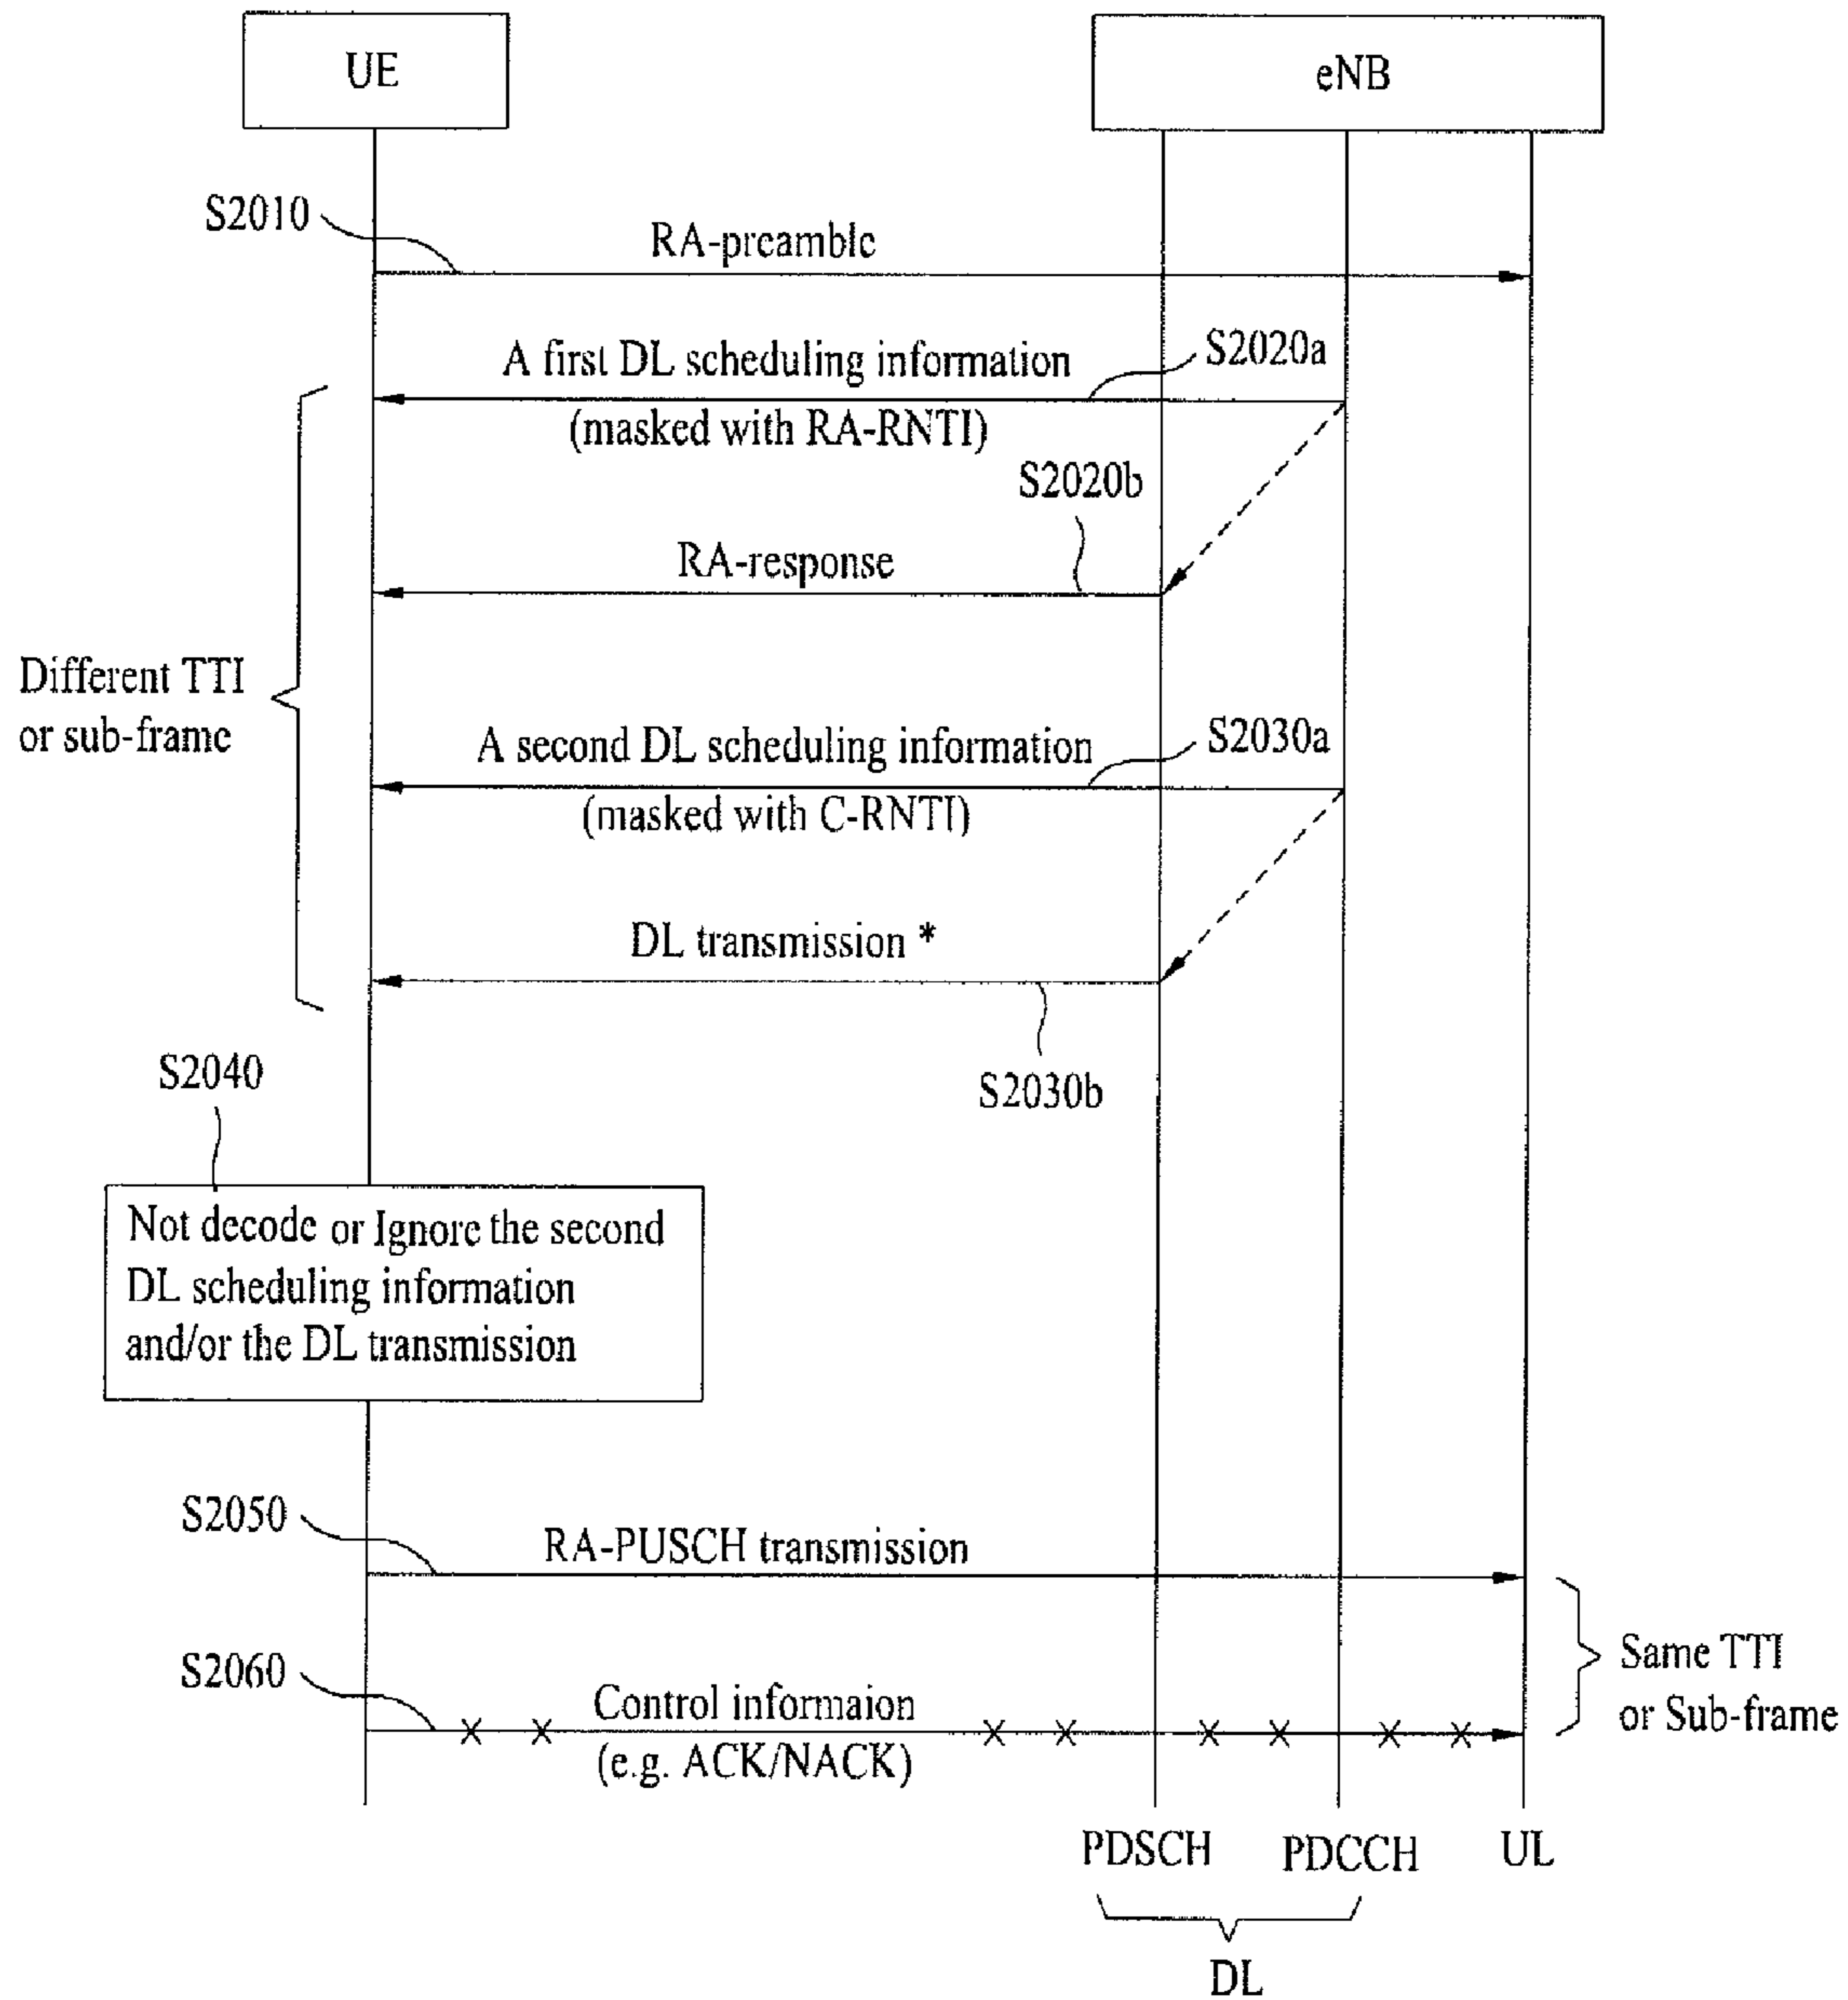 UE
eNB
S2010
RA-preamble
A first DL scheduling information
S2020a
(masked with RA-RNTI)
S2020b
RA-response
Different TTI
or sub-frame
A second DL scheduling information
S2030a
(masked with C-RNTI)
DL transmission *
S2030b
S2040
Not decode or Ignore the second
DL scheduling information
and/or the DL transmission
S2050
RA-PUSCH transmission
S2060
Control informaion
(e.g. ACK/NACK)
Same TTI
or Sub-frame
PDSCH
PDCCH
UL
DL